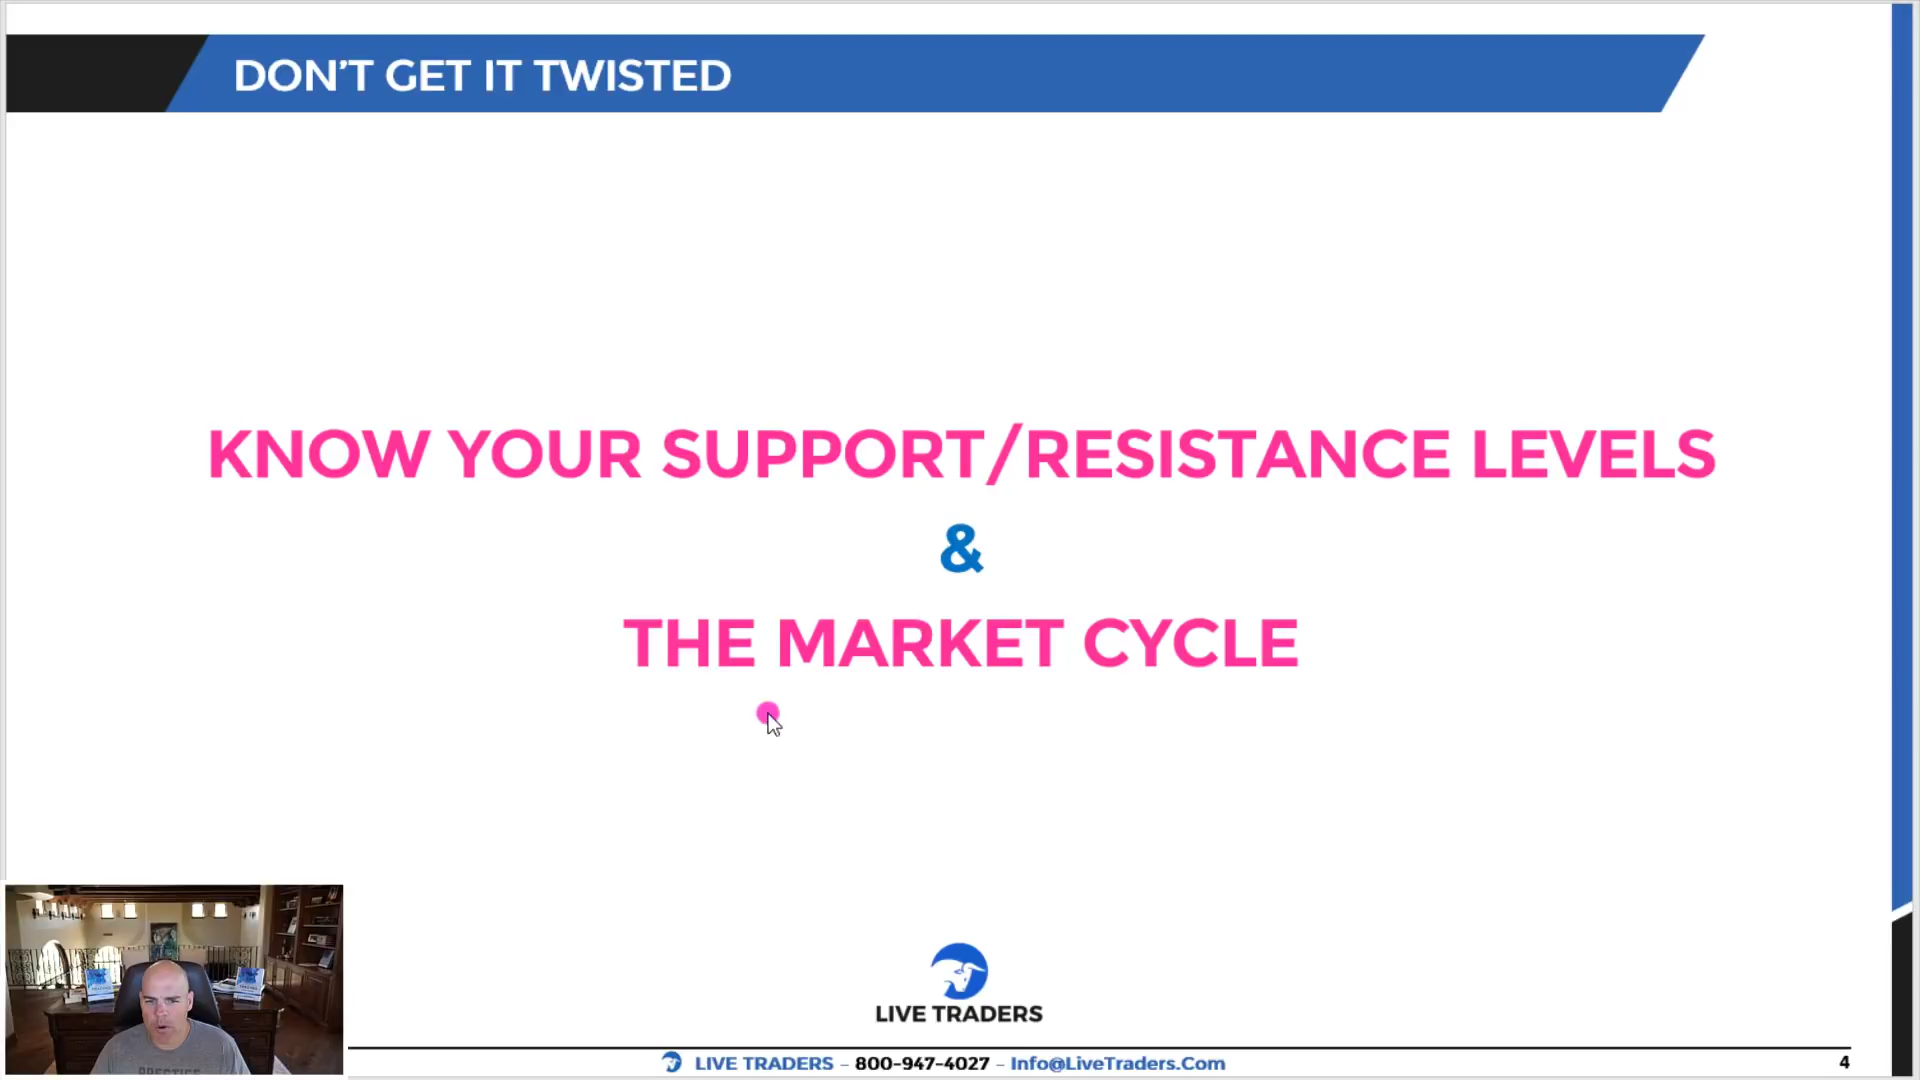 DON'T GET IT TWISTED
KNOW YOUR SUPPORT/RESISTANCE LEVELS
&
THE MARKET CYCLE
LIVE TRADERS
LIVE TRADERS – 800-947-4027 – Info@LiveTraders.Com
4